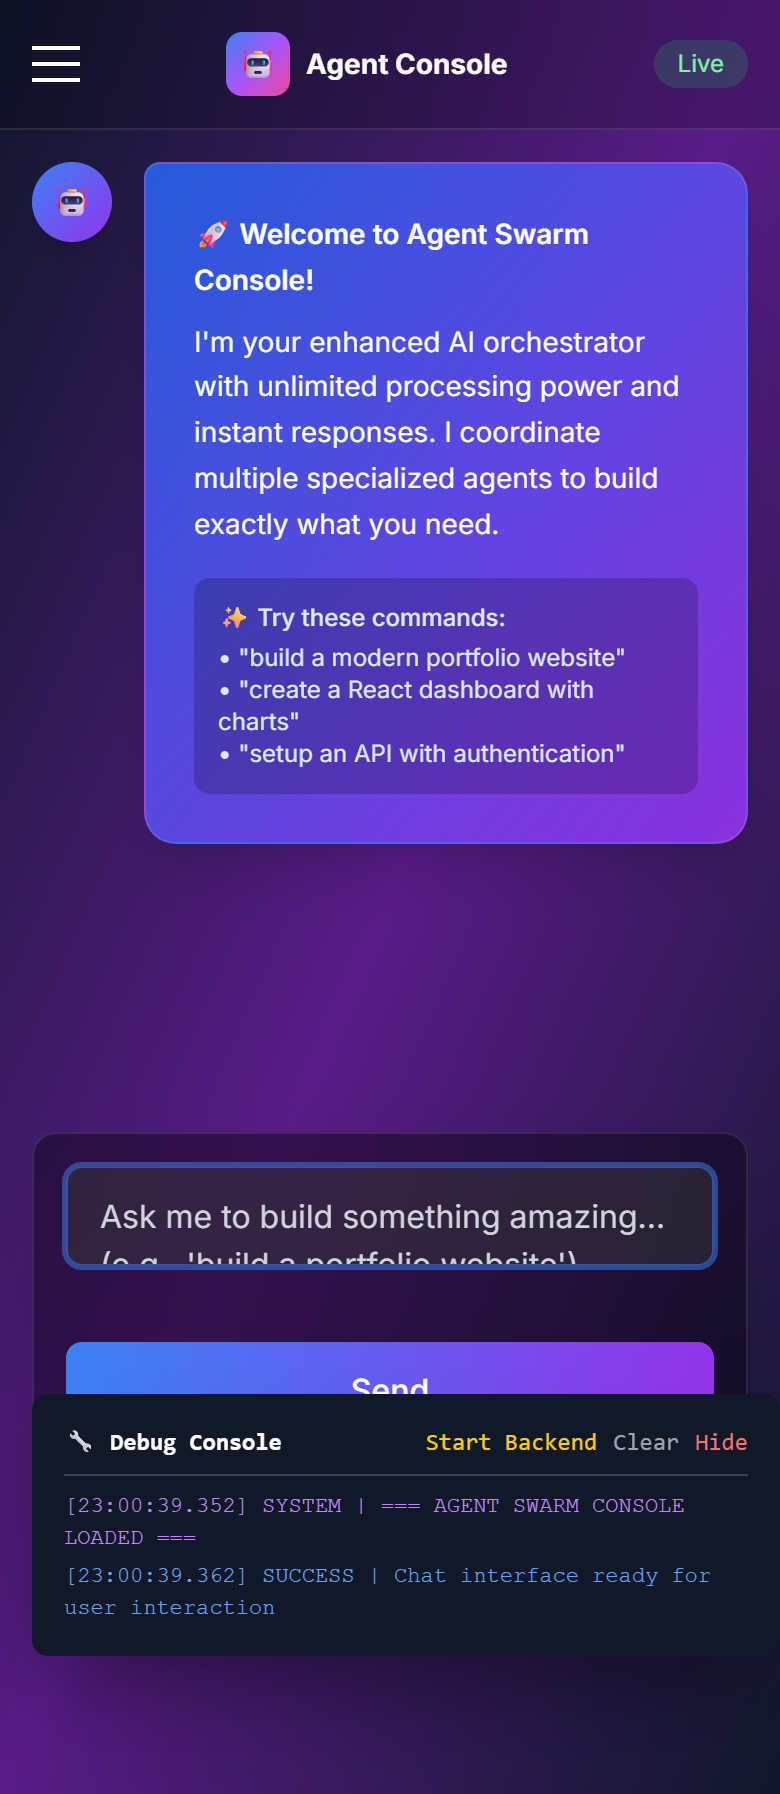 Agent Console
Live
🚀 Welcome to Agent Swarm
Console!
I'm your enhanced AI orchestrator
with unlimited processing power and
instant responses. I coordinate
multiple specialized agents to build
exactly what you need.
✨ Try these commands:
• "build a modern portfolio website"
• "create a React dashboard with
charts"
• "setup an API with authentication"
Ask me to build something amazing...
(e.g., 'build a portfolio website')
Send
🔧 Debug Console
Start Backend Clear Hide
[23:00:39.352] SYSTEM | === AGENT SWARM CONSOLE
LOADED ===
[23:00:39.362] SUCCESS | Chat interface ready for
user interaction